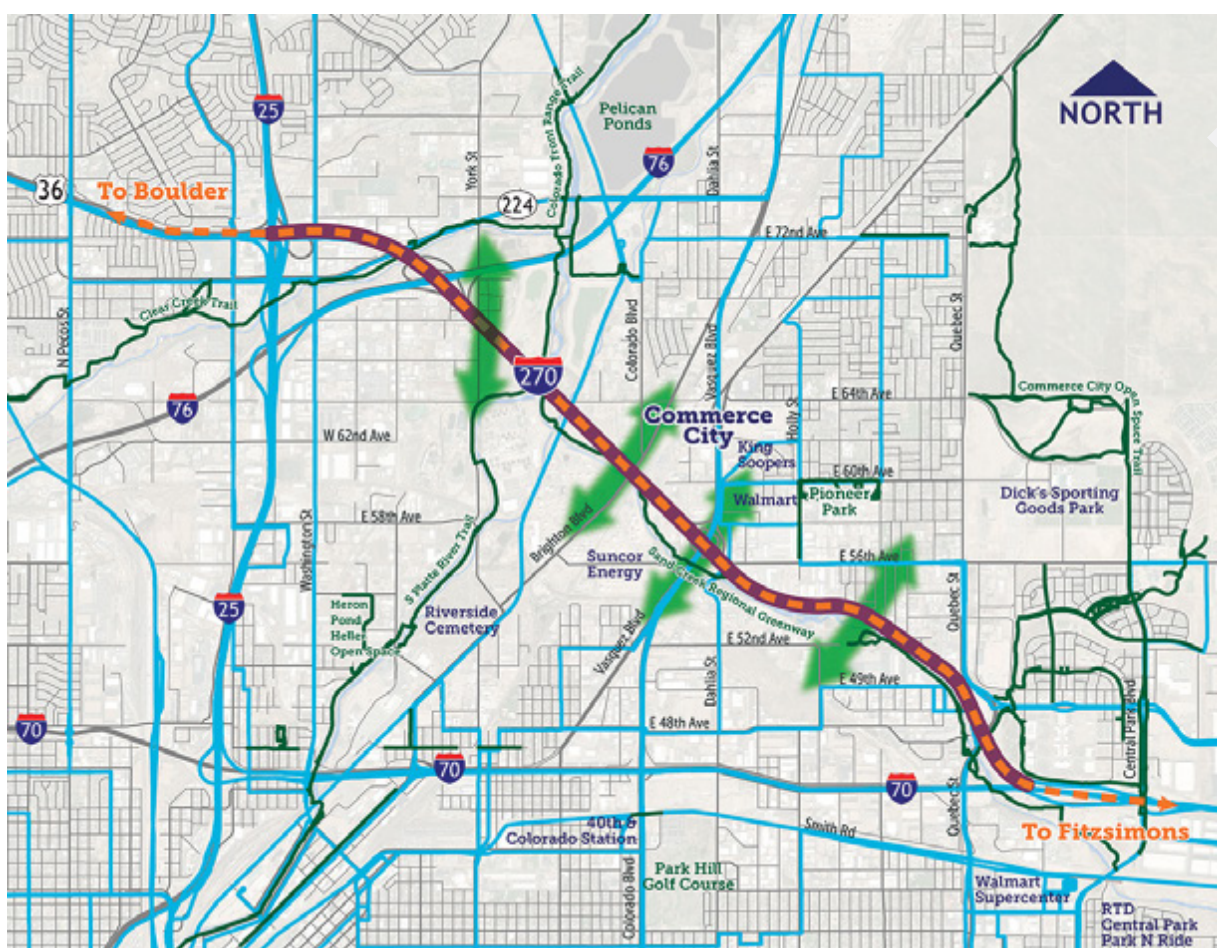 NORTH
25
Pelican
Ponds
Colorado Front Range Trail
76
York St
Dahlia St
36
To Boulder
224
E 72nd Ave
Clear Creek Trail
N Pecos St
Colorado Blvd
Vasquez Blvd
Quebec St
270
76
E 64th Ave
Commerce City Open Space Trail
Commerce
City
W 62nd Ave
Holly St
King
Soopers
E 60th Ave
Walmart
Pioneer
Park
Dick's Sporting
Goods Park
E 58th Ave
Brighton Blvd
Washington St
S Platte River Trail
Suncor
Energy
E 56th Ave
Sand Creek Regional Greenway
25
Heron
Pond
Heller
Open Space
Riverside
Cemetery
Vasquez Blvd
E 52nd Ave
Quebec St
Dahlia St
E 49th Ave
Central Park Blvd
70
E 48th Ave
70
70
Quebec St
To Fitzsimons
40th &
Colorado Station
Smith Rd
Colorado Blvd
Park Hill
Golf Course
Walmart
Supercenter
RTD
Central Park
Park N Ride